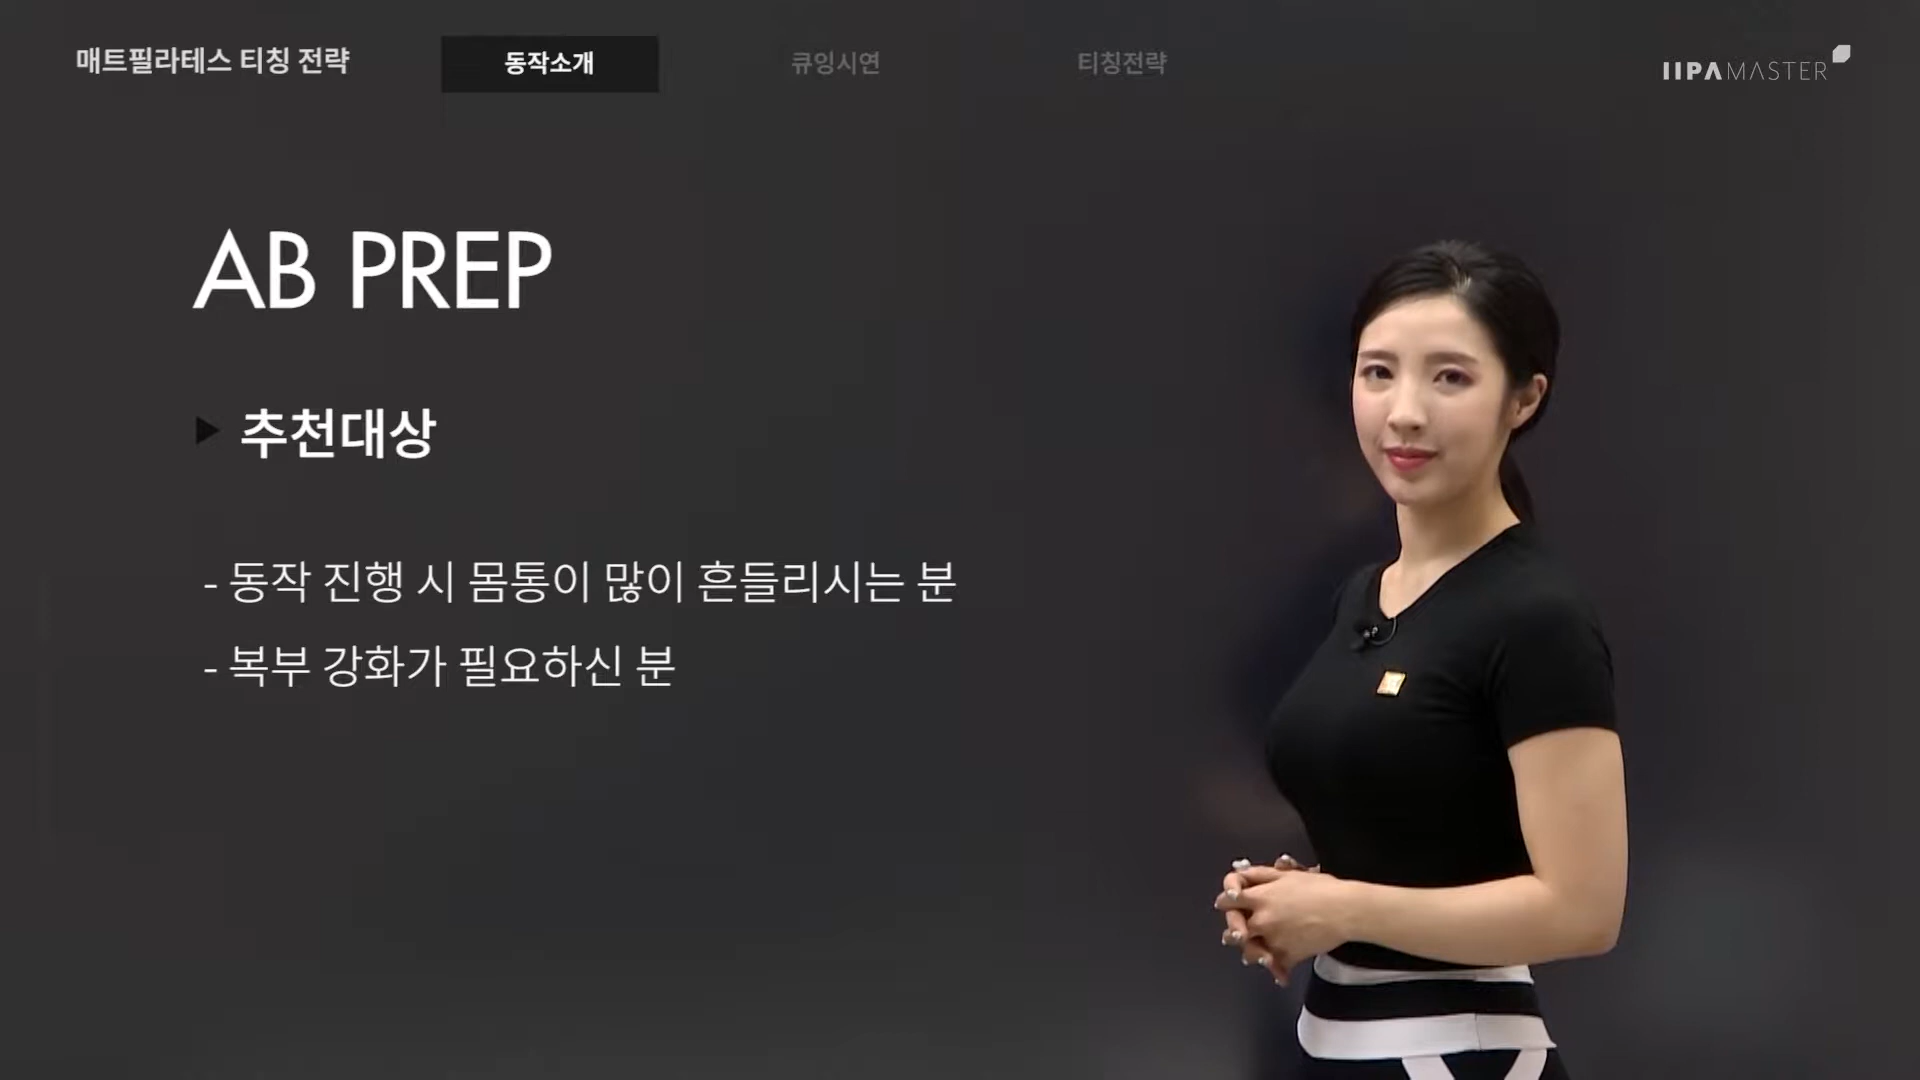 매트필라테스 티칭 전략
동작소개
큐잉시연
티칭전략
IIPA MASTER
AB PREP
▶ 추천대상
- 동작 진행 시 몸통이 많이 흔들리시는 분
- 복부 강화가 필요하신 분